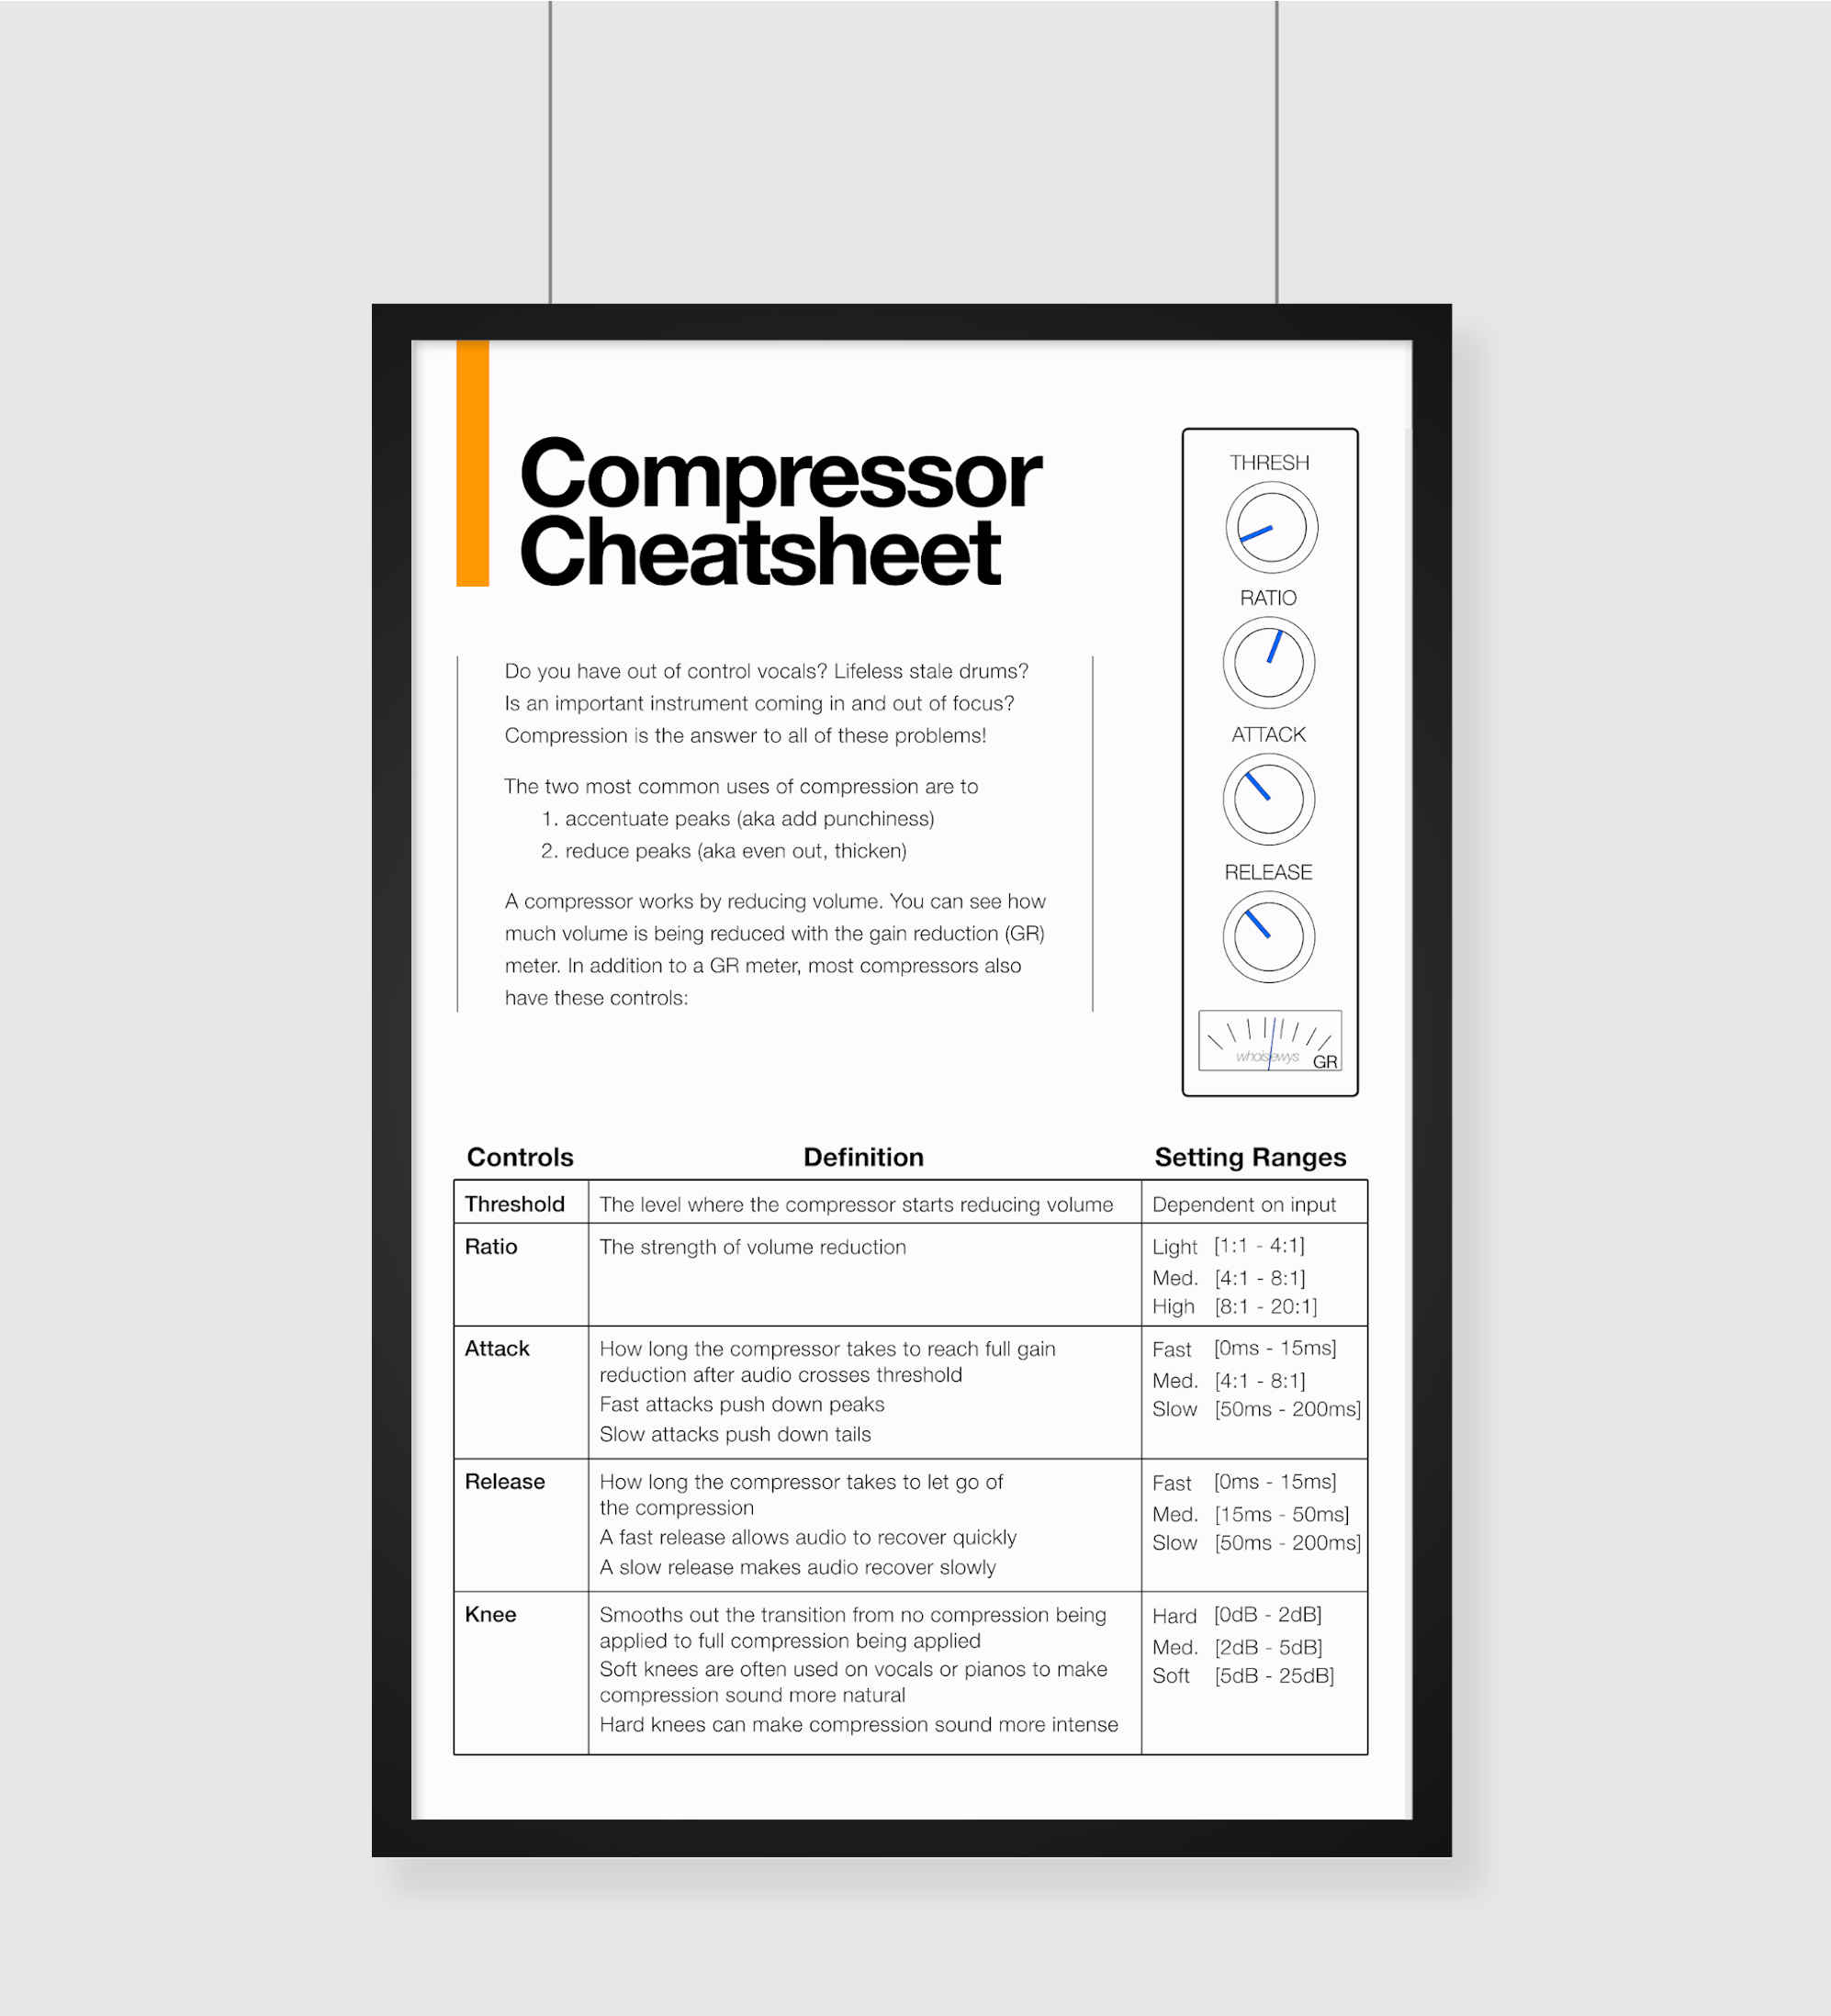 Compressor
Cheatsheet
Do you have out of control vocals? Lifeless stale drums?
Is an important instrument coming in and out of focus?
Compression is the answer to all of these problems!
The two most common uses of compression are to
1. accentuate peaks (aka add punchiness)
2. reduce peaks (aka even out, thicken)
A compressor works by reducing volume. You can see how
much volume is being reduced with the gain reduction (GR)
meter. In addition to a GR meter, most compressors also
have these controls:
THRESH
RATIO
ATTACK
RELEASE
whoisewys
GR
Controls Definition Setting Ranges
Threshold The level where the compressor starts reducing volume Dependent on input
Ratio The strength of volume reduction Light [1:1 - 4:1]
Med. [4:1 - 8:1]
High [8:1 - 20:1]
Attack How long the compressor takes to reach full gain Fast [0ms - 15ms]
reduction after audio crosses threshold Med. [4:1 - 8:1]
Fast attacks push down peaks Slow [50ms - 200ms]
Slow attacks push down tails
Release How long the compressor takes to let go of Fast [0ms - 15ms]
the compression Med. [15ms - 50ms]
A fast release allows audio to recover quickly Slow [50ms - 200ms]
A slow release makes audio recover slowly
Knee Smooths out the transition from no compression being Hard [0dB - 2dB]
applied to full compression being applied Med. [2dB - 5dB]
Soft knees are often used on vocals or pianos to make Soft [5dB - 25dB]
compression sound more natural
Hard knees can make compression sound more intense